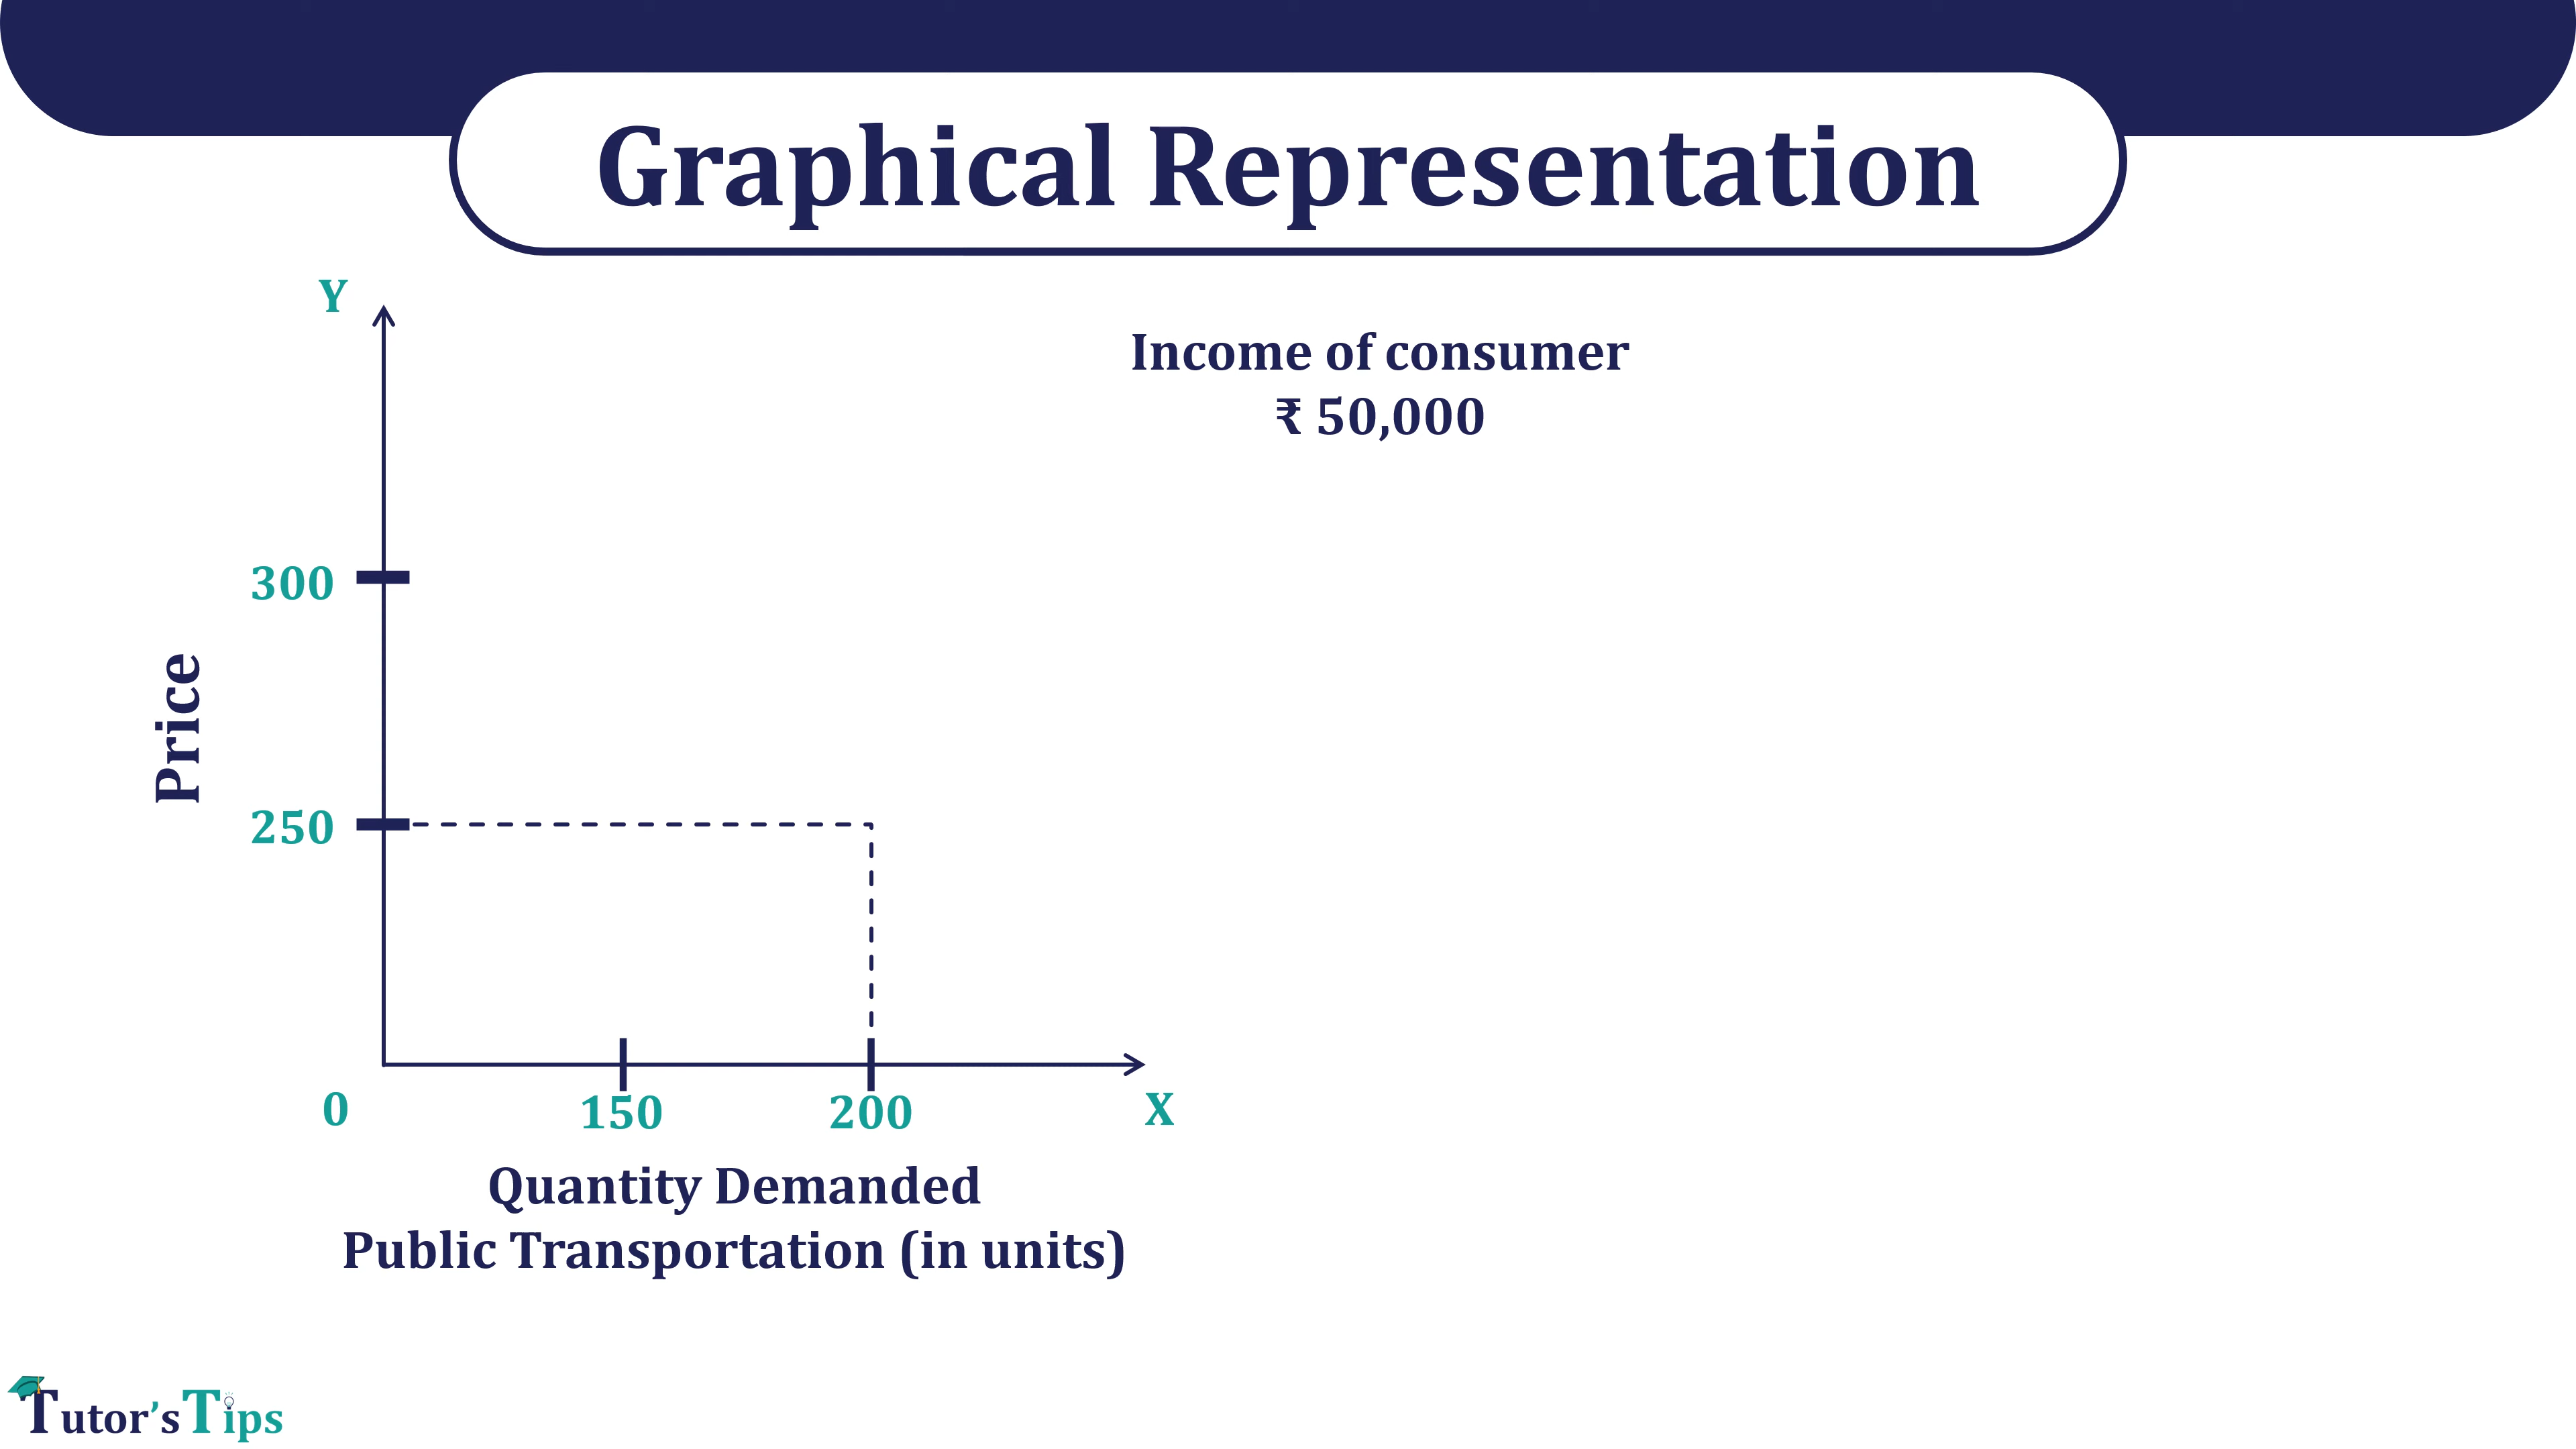 Graphical Representation
Y
Income of consumer
₹ 50,000
300
Price
250
0
150
200
X
Quantity Demanded
Public Transportation (in units)
Tutor'sTips